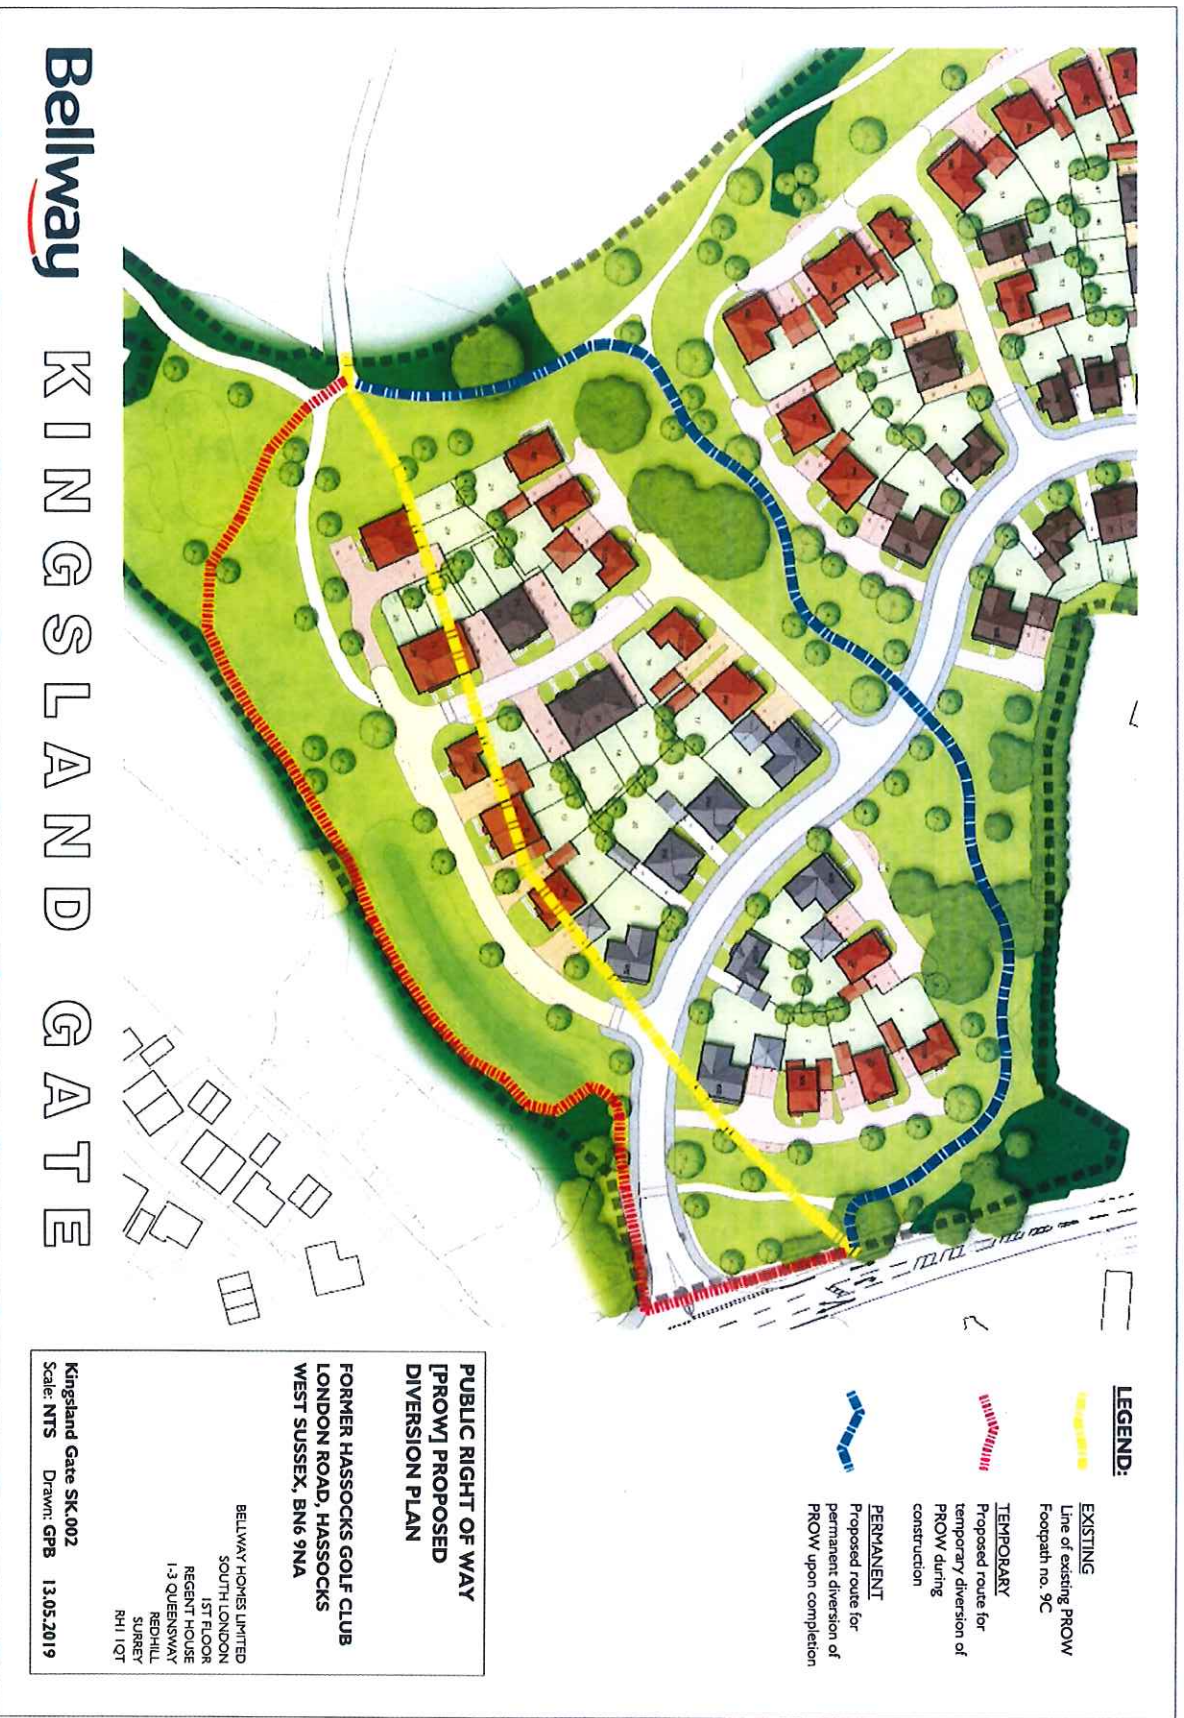 LEGEND:
EXISTING
Line of existing PROW
Footpath no. 9C
TEMPORARY
Proposed route for
temporary diversion of
PROW during
construction
PERMANENT
Proposed route for
permanent diversion of
PROW upon completion
PUBLIC RIGHT OF WAY
[PROW] PROPOSED
DIVERSION PLAN
FORMER HASSOCKS GOLF CLUB
LONDON ROAD, HASSOCKS
WEST SUSSEX, BN6 9NA
BELLWAY HOMES LIMITED
SOUTH LONDON
1ST FLOOR
REGENT HOUSE
1-3 QUEENSWAY
REDHILL
SURREY
RH1 1QT
Kingsland Gate SK.002
Scale: NTS Drawn: GPB 13.05.2019
Bellway KINGSLAND GATE